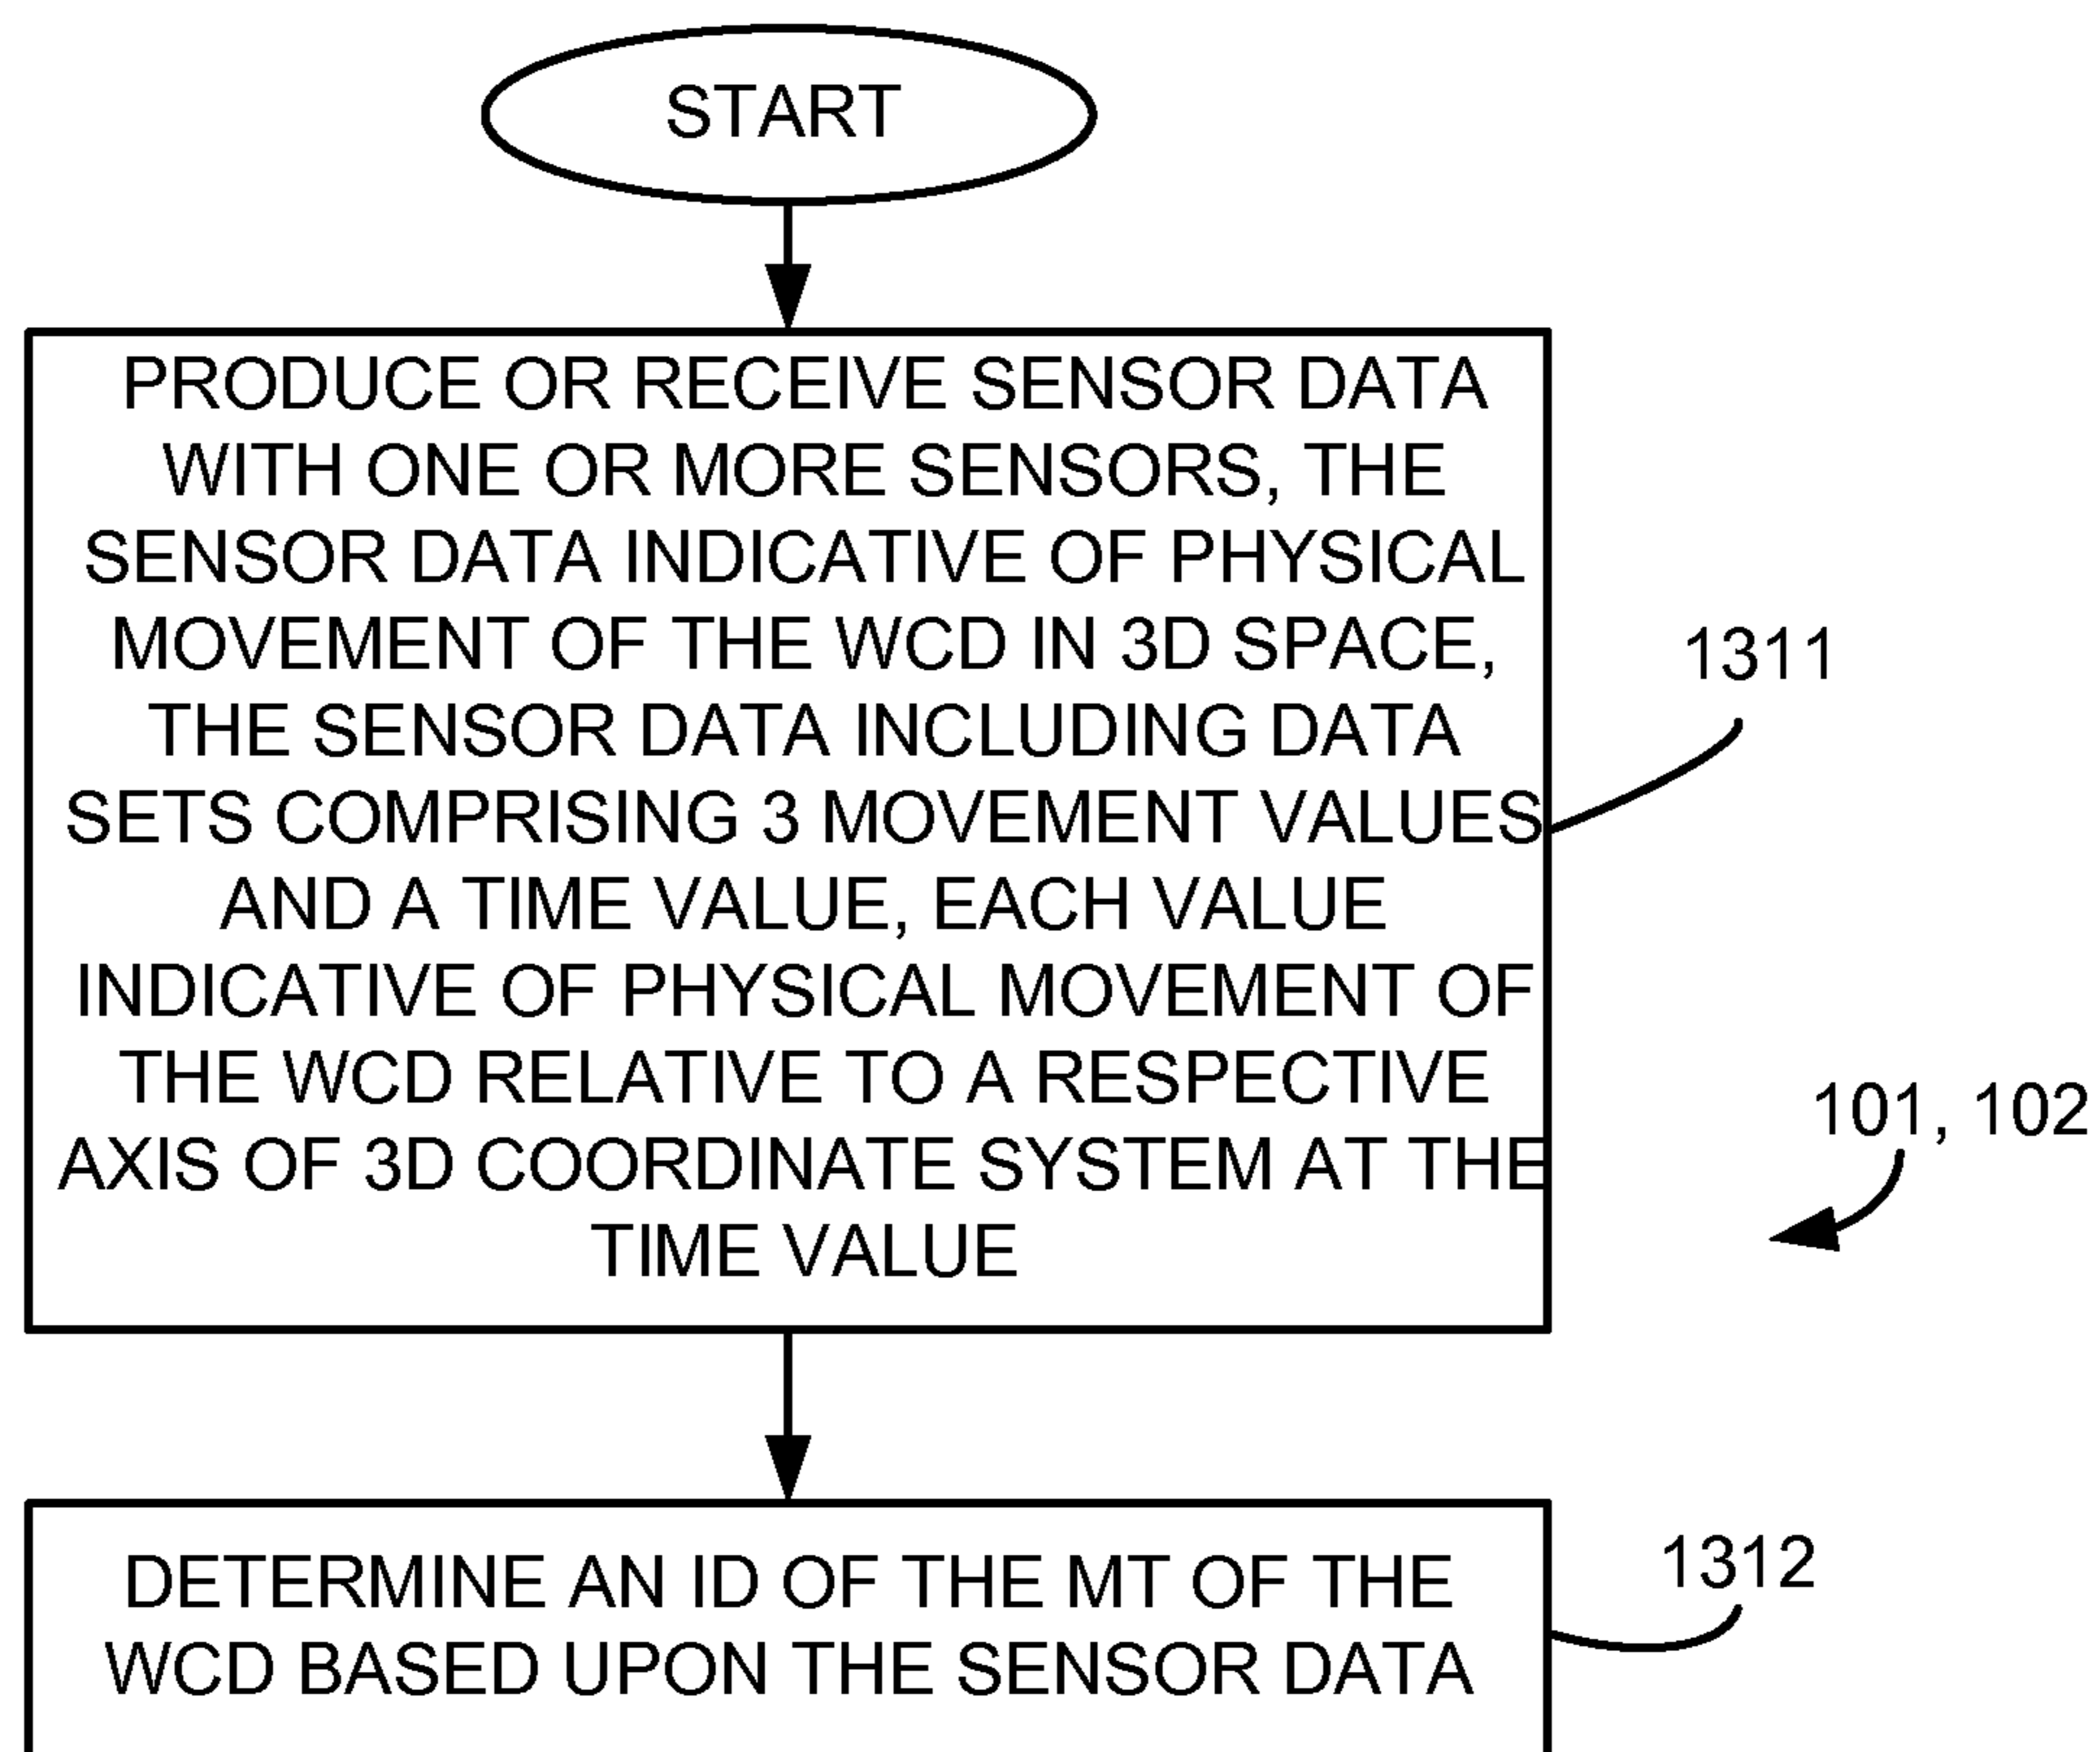 START
PRODUCE OR RECEIVE SENSOR DATA
WITH ONE OR MORE SENSORS, THE
SENSOR DATA INDICATIVE OF PHYSICAL
MOVEMENT OF THE WCD IN 3D SPACE,
THE SENSOR DATA INCLUDING DATA
SETS COMPRISING 3 MOVEMENT VALUES
AND A TIME VALUE, EACH VALUE
INDICATIVE OF PHYSICAL MOVEMENT OF
THE WCD RELATIVE TO A RESPECTIVE
AXIS OF 3D COORDINATE SYSTEM AT THE
TIME VALUE
1311
101, 102
DETERMINE AN ID OF THE MT OF THE
WCD BASED UPON THE SENSOR DATA
1312